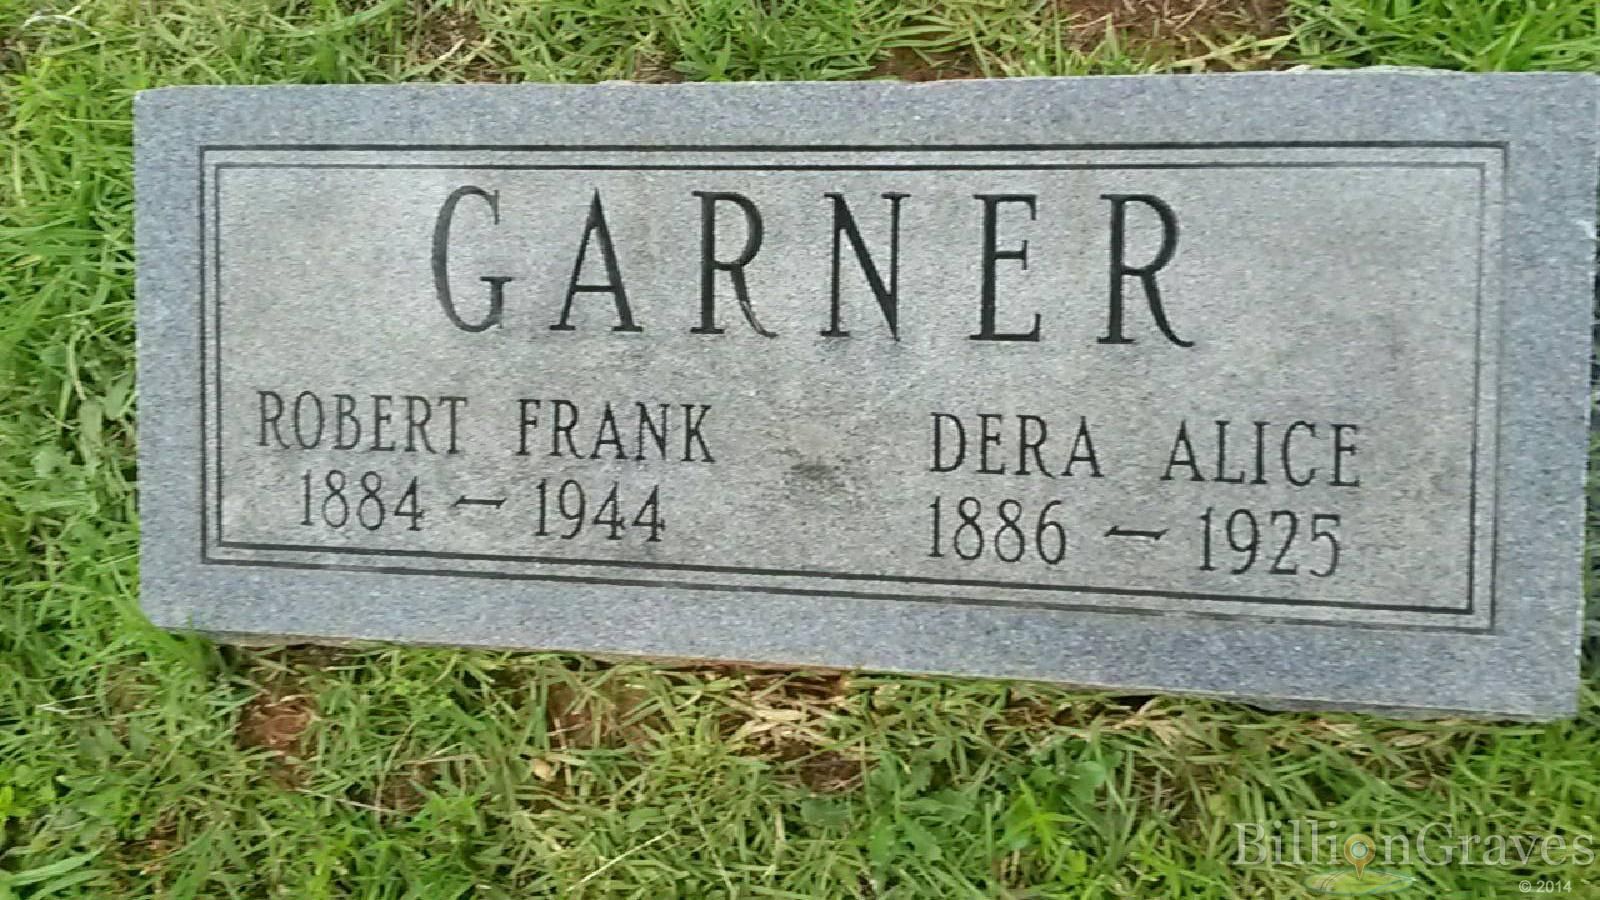 GARNER
ROBERT FRANK
1884 – 1944
DERA ALICE
1886 – 1925
BillionGraves
© 2014